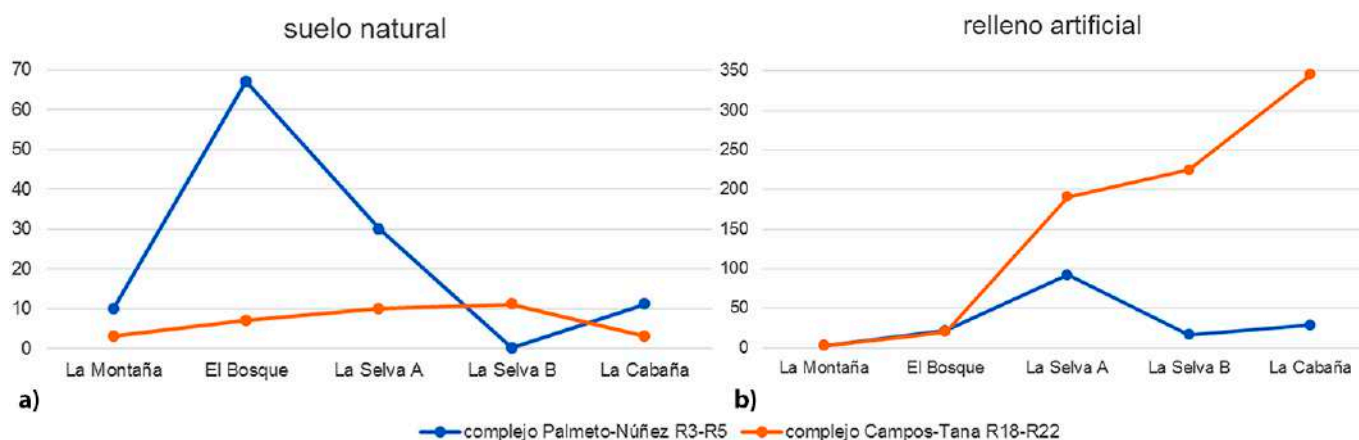 suelo natural
70
60
50
40
30
20
10
0
La Montaña El Bosque La Selva A La Selva B La Cabaña
a)
relleno artificial
350
300
250
200
150
100
50
0
La Montaña El Bosque La Selva A La Selva B La Cabaña
b)
complejo Palmeto-Núñez R3-R5 complejo Campos-Tana R18-R22